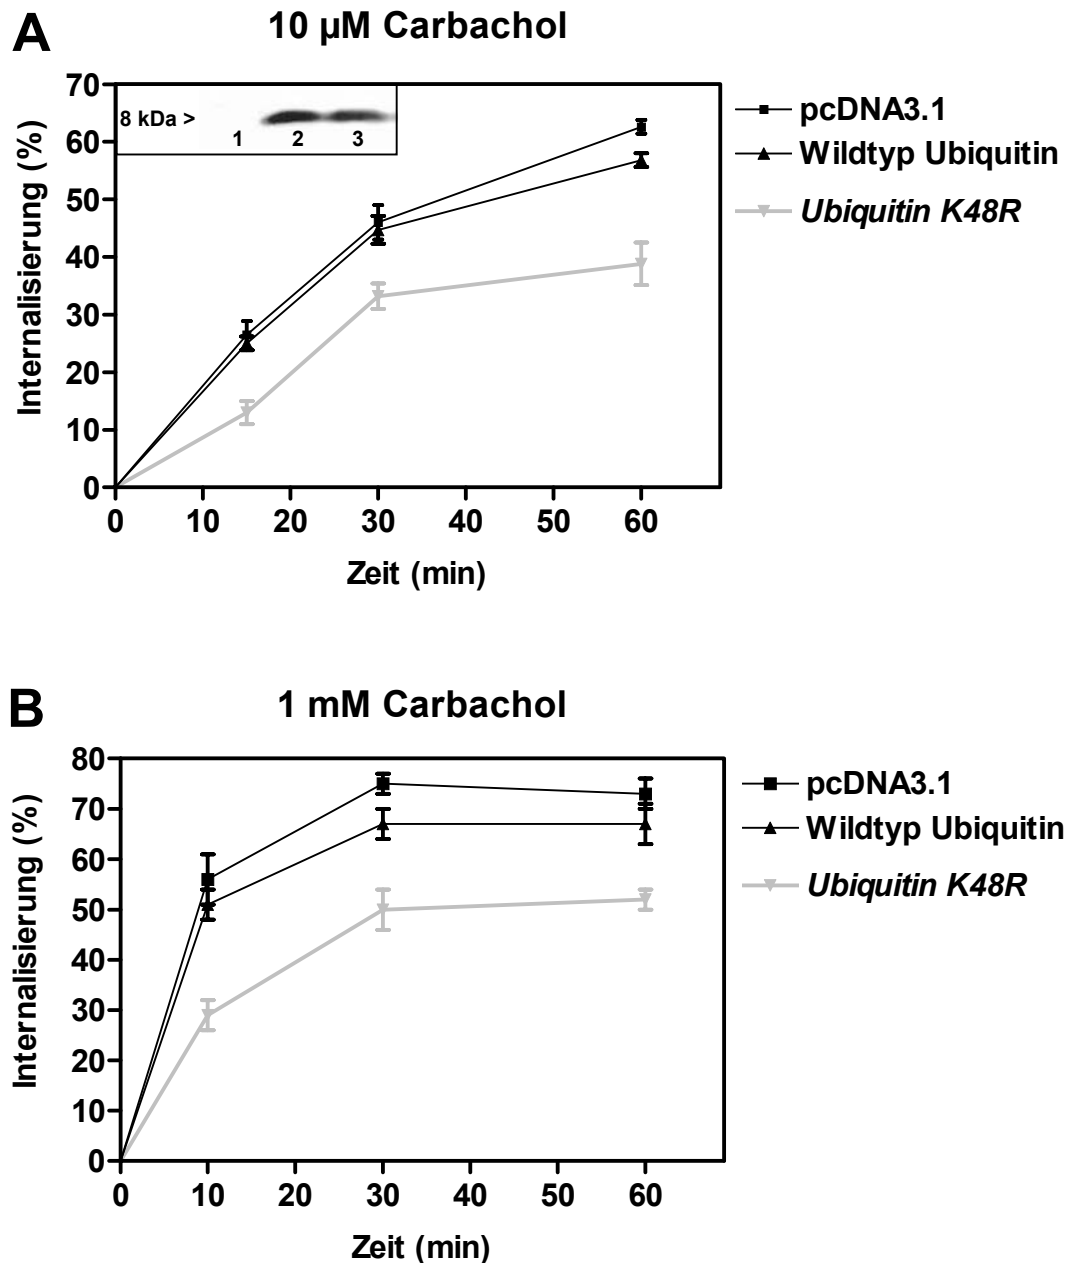 A
10 µM Carbachol
70
60
50
40
30
20
10
0
Internalisierung (%)
8 kDa >
1 2 3
0 10 20 30 40 50 60
Zeit (min)
pcDNA3.1
Wildtyp Ubiquitin
Ubiquitin K48R
B
1 mM Carbachol
80
70
60
50
40
30
20
10
0
Internalisierung (%)
0 10 20 30 40 50 60
Zeit (min)
pcDNA3.1
Wildtyp Ubiquitin
Ubiquitin K48R